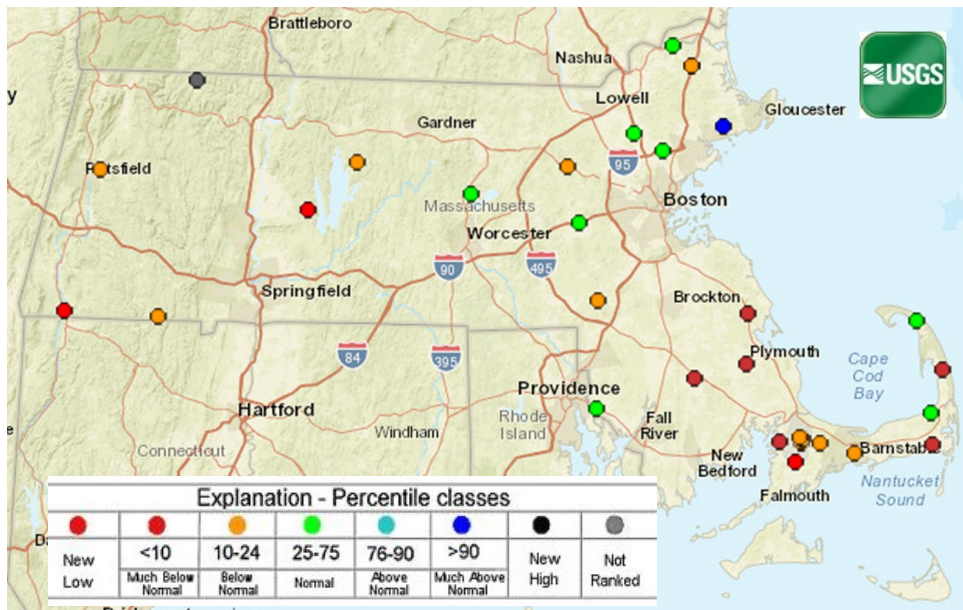 Brattleboro
Nashua
USGS
y
Lowell
Gloucester
Gardner
Pittsfield
95
Massachusetts
Boston
Worcester
90
495
Springfield
Brockton
84
395
Plymouth
Cape
Cod
Bay
Providence
Hartford
Rhode
Island
Fall
River
Windham
Connecticut
e
New
Bedford
Barnstab
Falmouth
Nantucket
Sound
Explanation - Percentile classes
<10
10-24
25-75
76-90
>90
New
Low
Much Below
Normal
Below
Normal
Normal
Above
Normal
Much Above
Normal
New
High
Not
Ranked
Da